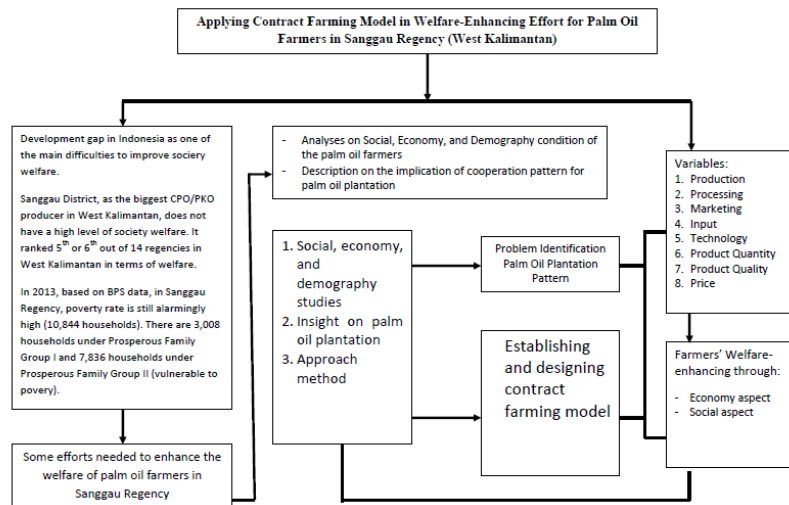 Applying Contract Farming Model in Welfare-Enhancing Effort for Palm Oil
Farmers in Sanggau Regency (West Kalimantan)
Development gap in Indonesia as one of
the main difficulties to improve sociery
welfare.
Sanggau District, as the biggest CPO/PKO
producer in West Kalimantan, does not
have a high level of society welfare. It
ranked 5th or 6th out of 14 regencies in
West Kalimantan in terms of welfare.
In 2013, based on BPS data, in Sanggau
Regency, poverty rate is still alarmingly
high (10,844 households). There are 3,008
households under Prosperous Family
Group I and 7,836 households under
Prosperous Family Group II (vulnerable to
povery).
Some efforts needed to enhance the
welfare of palm oil farmers in
Sanggau Regency
- Analyses on Social, Economy, and Demography condition of
the palm oil farmers
- Description on the implication of cooperation pattern for
palm oil plantation
1. Social, economy,
and
demography
studies
2. Insight on palm
oil plantation
3. Approach
method
Problem Identification
Palm Oil Plantation
Pattern
Establishing
and designing
contract
farming model
Variables:
1. Production
2. Processing
3. Marketing
4. Input
5. Technology
6. Product Quantity
7. Product Quality
8. Price
Farmers' Welfare-
enhancing through:
- Economy aspect
- Social aspect